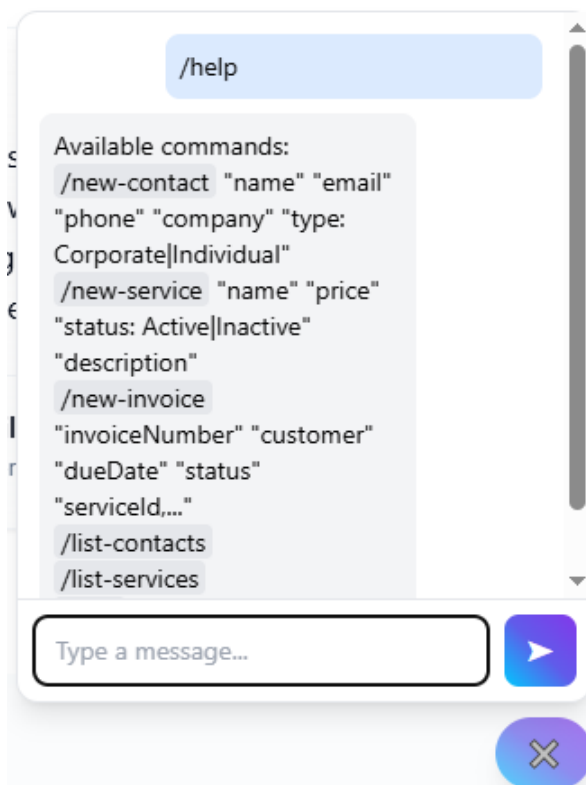 /help
Available commands:
/new-contact "name" "email"
"phone" "company" "type:
Corporate|Individual"
/new-service "name" "price"
"status: Active|Inactive"
"description"
/new-invoice
"invoiceNumber" "customer"
"dueDate" "status"
"serviceId,..."
/list-contacts
/list-services
Type a message...